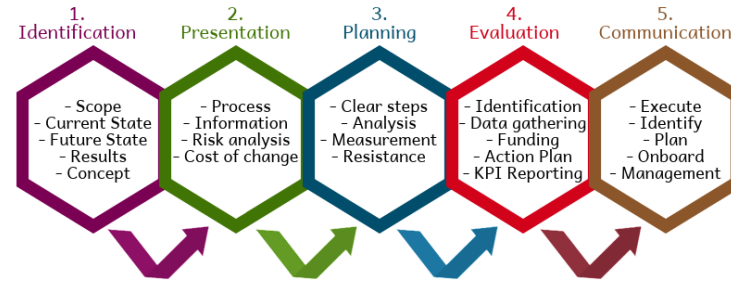 1.
Identification
- Scope
- Current State
- Future State
- Results
- Concept
2.
Presentation
- Process
- Information
- Risk analysis
- Cost of change
3.
Planning
- Clear steps
- Analysis
- Measurement
- Resistance
4.
Evaluation
- Identification
- Data gathering
- Funding
- Action Plan
- KPI Reporting
5.
Communication
- Execute
- Identify
- Plan
- Onboard
- Management